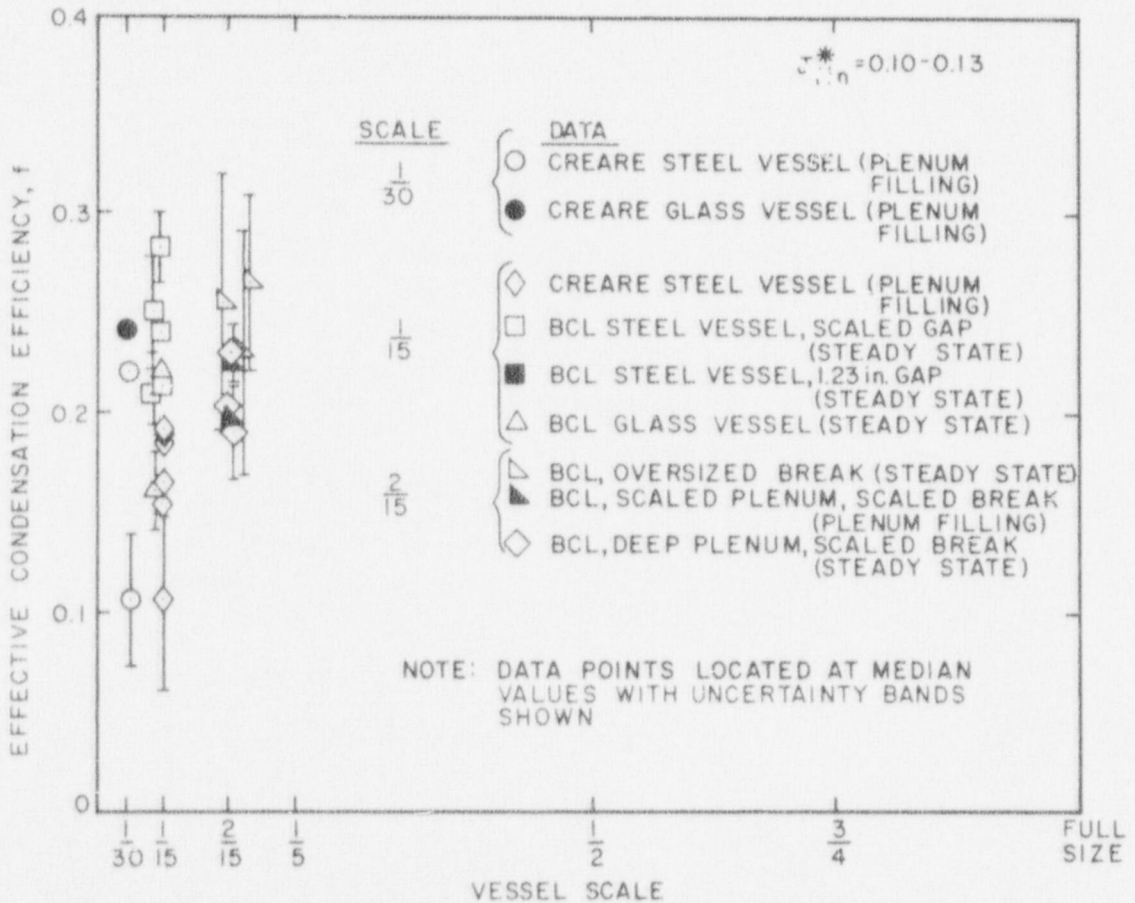 0.4
J*in = 0.10-0.13
SCALE
DATA
1/30
CREARE STEEL VESSEL (PLENUM
FILLING)
CREARE GLASS VESSEL (PLENUM
FILLING)
0.3
CREARE STEEL VESSEL (PLENUM
FILLING)
1/15
BCL STEEL VESSEL, SCALED GAP
(STEADY STATE)
BCL STEEL VESSEL, 1.23 in. GAP
(STEADY STATE)
BCL GLASS VESSEL (STEADY STATE)
0.2
2/15
BCL, OVERSIZED BREAK (STEADY STATE)
BCL, SCALED PLENUM, SCALED BREAK
(PLENUM FILLING)
BCL, DEEP PLENUM, SCALED BREAK
(STEADY STATE)
0.1
NOTE: DATA POINTS LOCATED AT MEDIAN
VALUES WITH UNCERTAINTY BANDS
SHOWN
0
EFFECTIVE CONDENSATION EFFICIENCY, f
1/30 1/15 2/15 1/5 1/2 3/4 FULL
SIZE
VESSEL SCALE